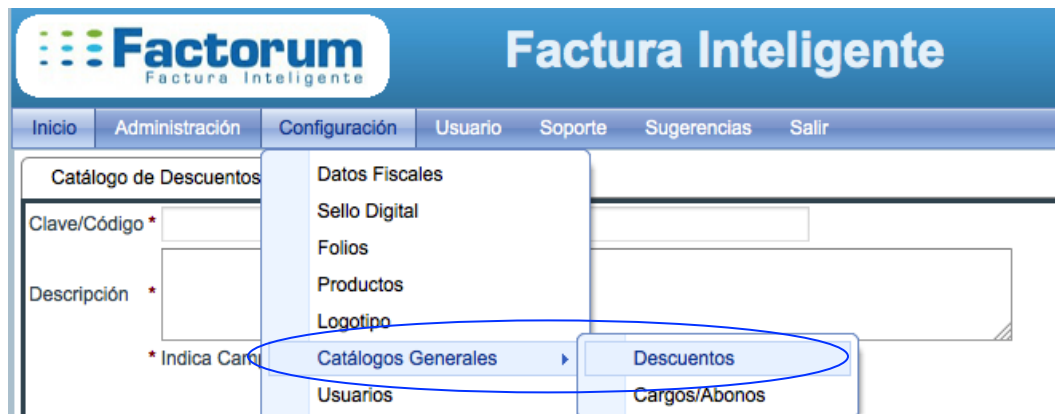 Factorum
Factura Inteligente
Factura Inteligente
Inicio Administración Configuración Usuario Soporte Sugerencias Salir
Catálogo de Descuentos
Datos Fiscales
Clave/Código *
Sello Digital
Folios
Descripción *
Productos
Logotipo
* Indica Cam
Catálogos Generales
Descuentos
Usuarios
Cargos/Abonos